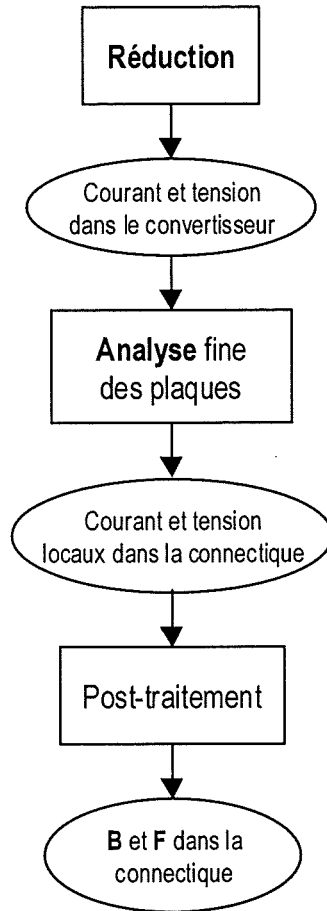 Réduction
Courant et tension
dans le convertisseur
Analyse fine
des plaques
Courant et tension
locaux dans la connectique
Post-traitement
B et F dans la
connectique